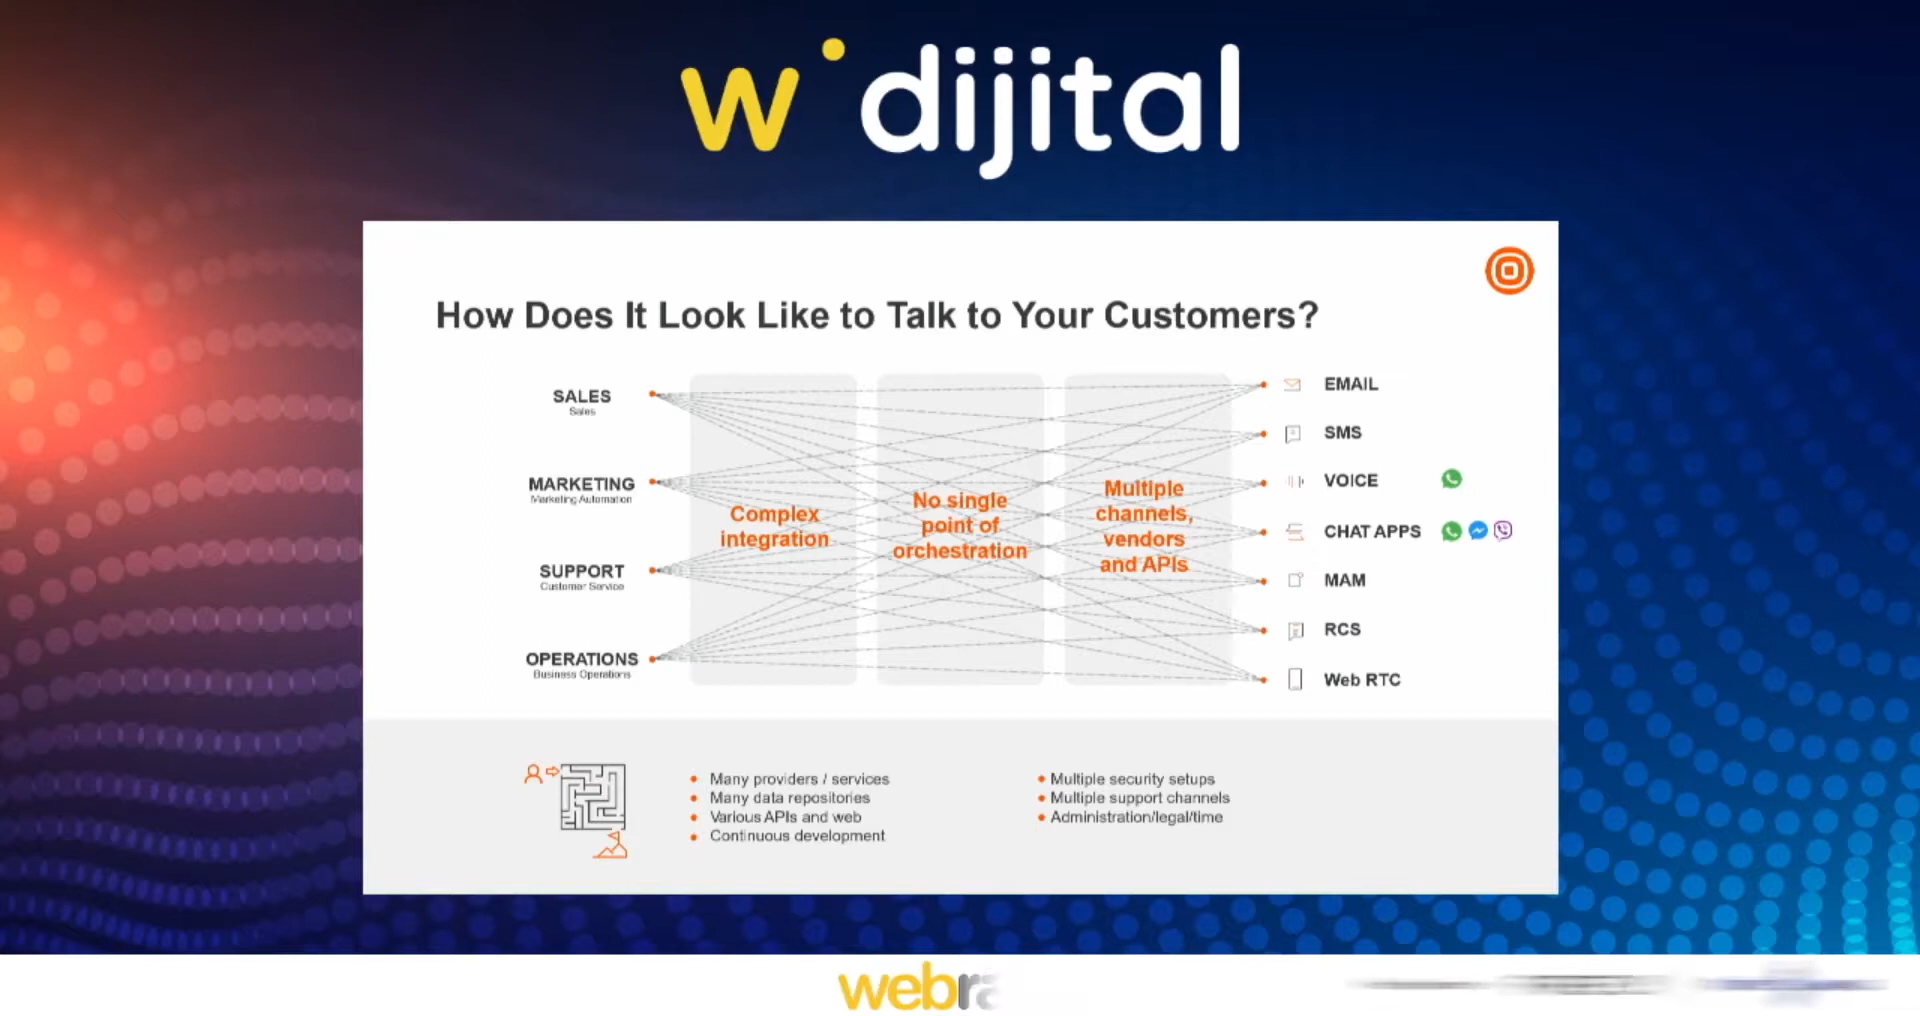 w dijital
How Does It Look Like to Talk to Your Customers?
SALES
Sales
MARKETING
Marketing Automation
SUPPORT
Customer Service
OPERATIONS
Business Operations
Complex
integration
No single
point of
orchestration
Multiple
channels,
vendors
and APIs
EMAIL
SMS
VOICE
CHAT APPS
MAM
RCS
Web RTC
Many providers / services
Many data repositories
Various APIs and web
Continuous development
Multiple security setups
Multiple support channels
Administration/legal/time